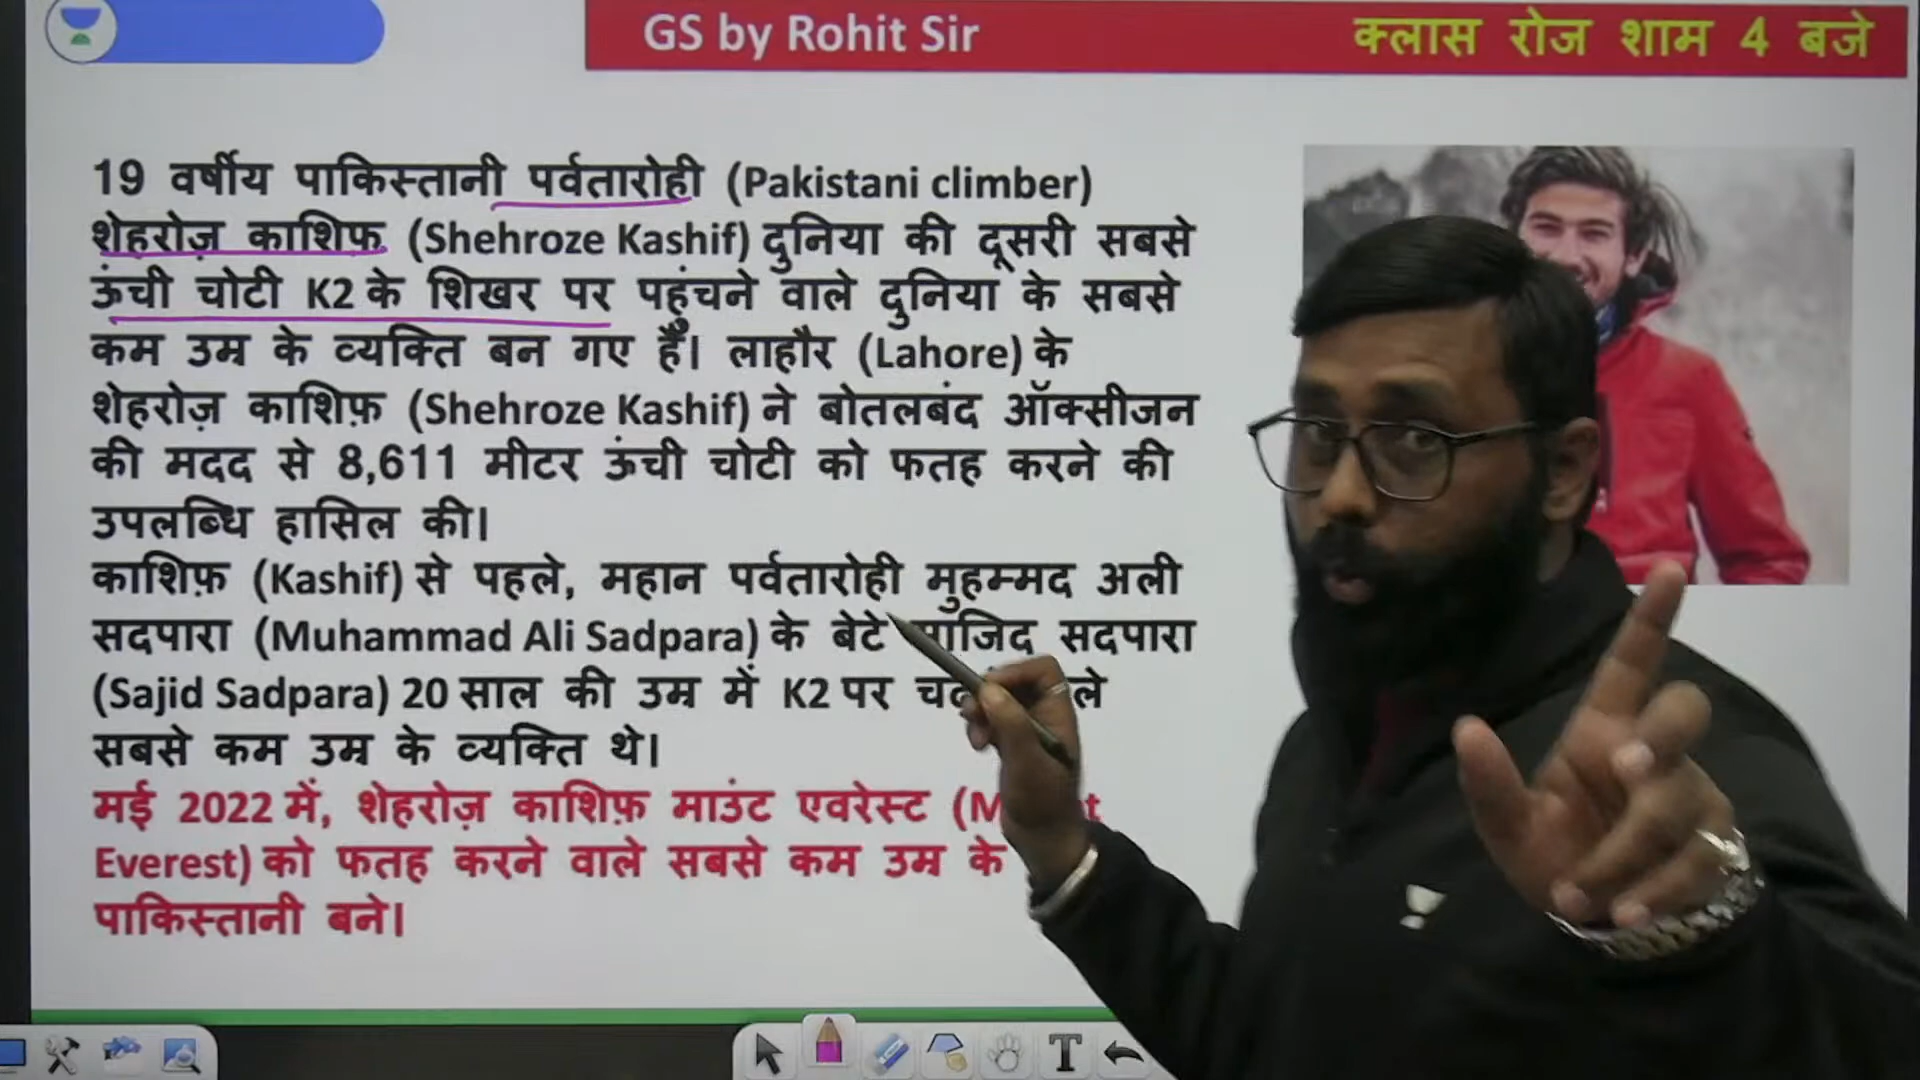 GS by Rohit Sir
क्लास रोज शाम 4 बजे
19 वर्षीय पाकिस्तानी पर्वतारोही (Pakistani climber)
शेहरोज़ काशिफ़ (Shehroze Kashif) दुनिया की दूसरी सबसे
ऊंची चोटी K2 के शिखर पर पहुंचने वाले दुनिया के सबसे
कम उम्र के व्यक्ति बन गए हैं। लाहौर (Lahore) के
शेहरोज़ काशिफ़ (Shehroze Kashif) ने बोतलबंद ऑक्सीजन
की मदद से 8,611 मीटर ऊंची चोटी को फतह करने की
उपलब्धि हासिल की।
काशिफ़ (Kashif) से पहले, महान पर्वतारोही मुहम्मद अली
सदपारा (Muhammad Ali Sadpara) के बेटे सदपारा
(Sajid Sadpara) 20 साल की उम्र में K2 पर
सबसे कम उम्र के व्यक्ति थे।
मई 2022 में, शेहरोज़ काशिफ़ माउंट एवरेस्ट
Everest) को फतह करने वाले सबसे कम उम्र के
पाकिस्तानी बने।
T